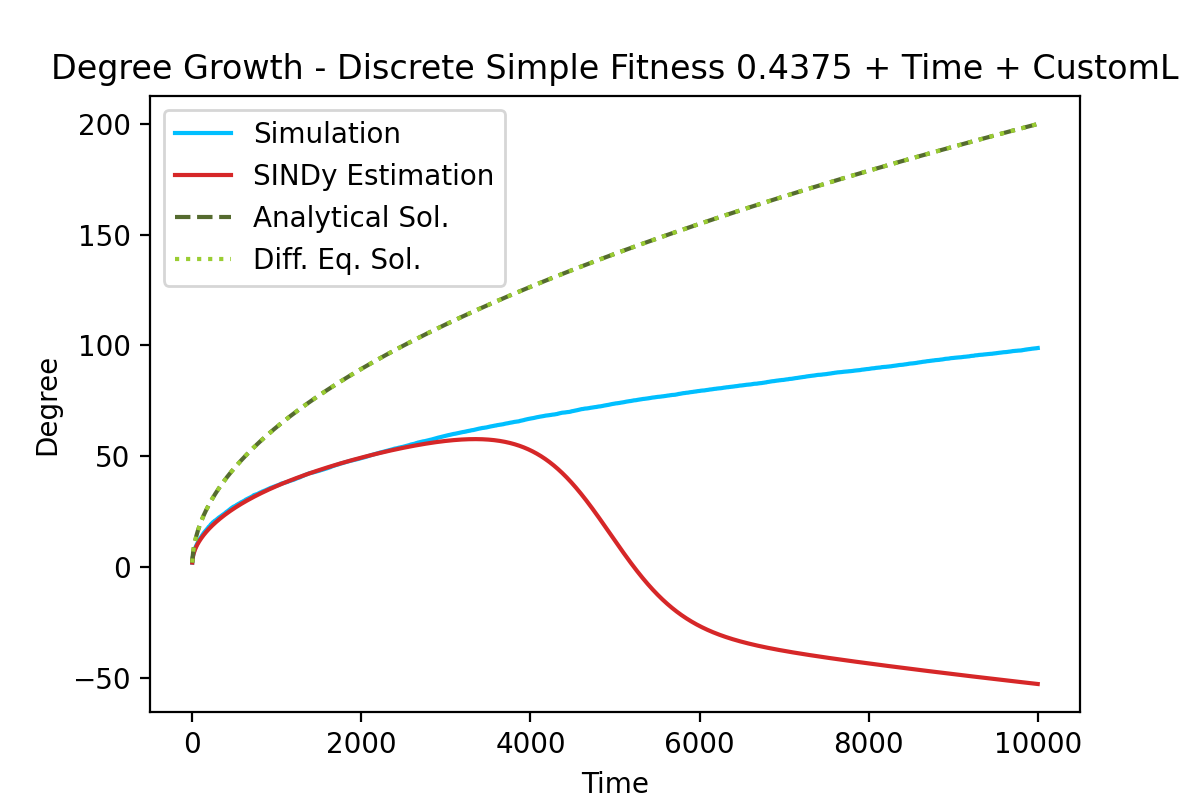 Degree Growth - Discrete Simple Fitness 0.4375 + Time + CustomL
Simulation
SINDy Estimation
Analytical Sol.
Diff. Eq. Sol.
200
150
100
50
0
−50
Degree
0 2000 4000 6000 8000 10000
Time